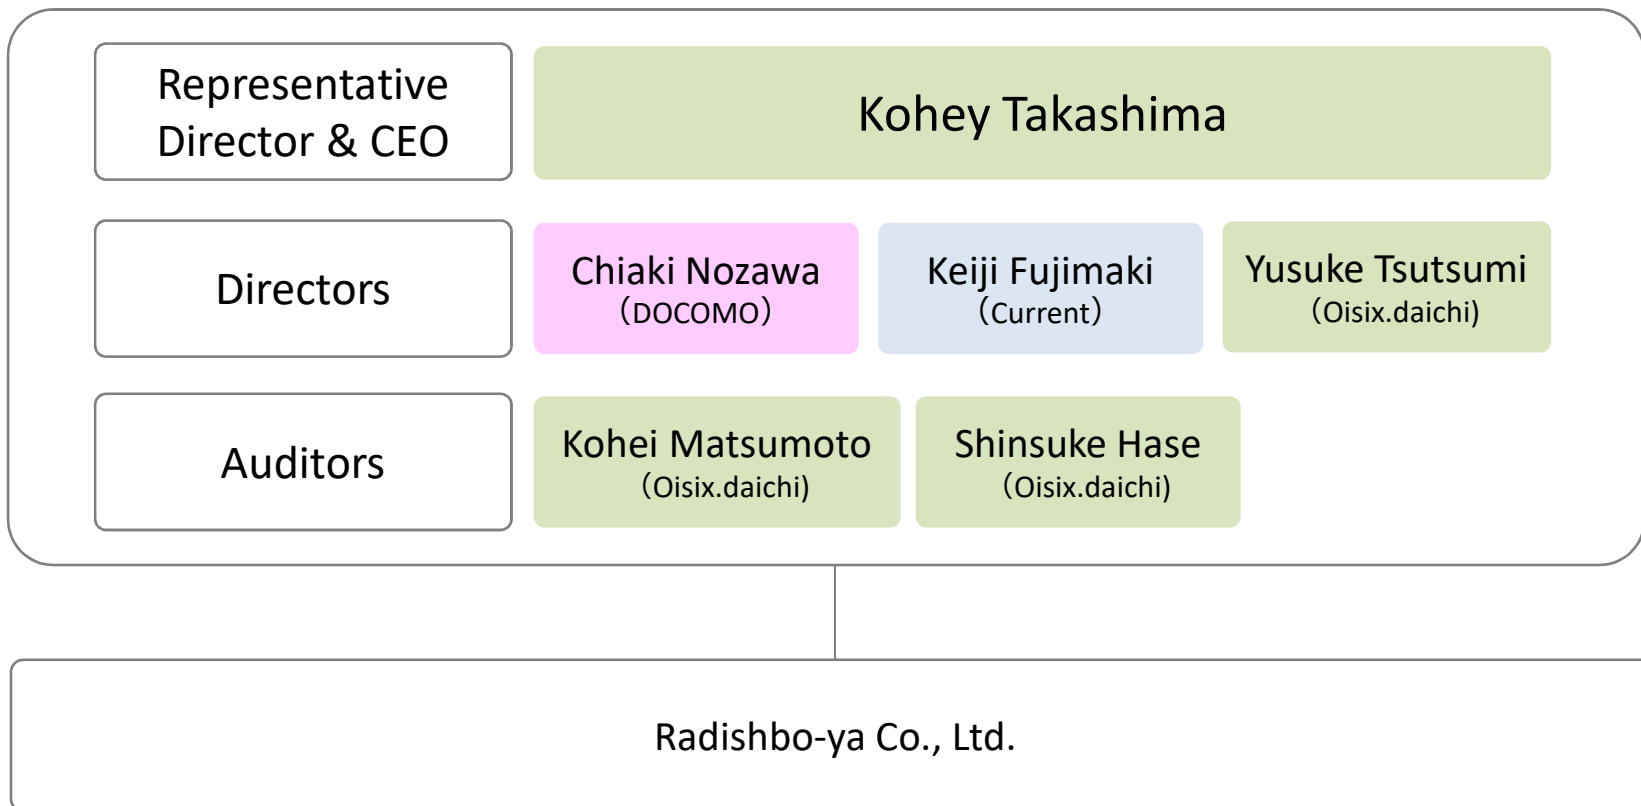 Representative
Director & CEO
Kohey Takashima
Directors
Chiaki Nozawa
（DOCOMO）
Keiji Fujimaki
（Current）
Yusuke Tsutsumi
（Oisix.daichi)
Auditors
Kohei Matsumoto
（Oisix.daichi)
Shinsuke Hase
（Oisix.daichi)
Radishbo-ya Co., Ltd.